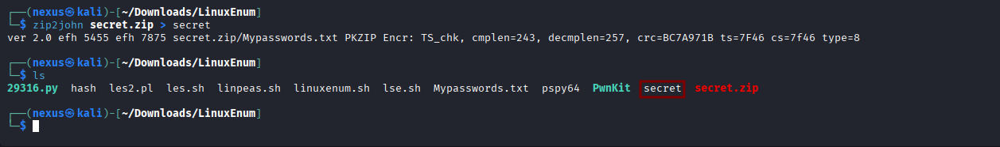 ┌──(nexus㉿kali)-[~/Downloads/LinuxEnum]
└─$ zip2john secret.zip > secret
ver 2.0 efh 5455 efh 7875 secret.zip/Mypasswords.txt PKZIP Encr: TS_chk, cmplen=243, decmplen=257, crc=BC7A971B ts=7F46 cs=7f46 type=8
┌──(nexus㉿kali)-[~/Downloads/LinuxEnum]
└─$ ls
29316.py hash les2.pl les.sh linpeas.sh linuxenum.sh lse.sh Mypasswords.txt pspy64 PwnKit secret secret.zip
┌──(nexus㉿kali)-[~/Downloads/LinuxEnum]
└─$